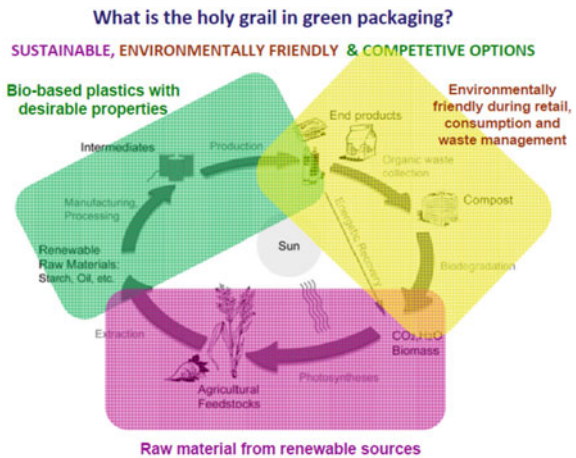 What is the holy grail in green packaging?
SUSTAINABLE, ENVIRONMENTALLY FRIENDLY & COMPETETIVE OPTIONS
Bio-based plastics with
desirable properties
Environmentally
friendly during retail,
consumption and
waste management
End products
Intermediates
Production
Organic waste
collection
Manufacturing,
Processing
Compost
Energetic Recovery
Sun
Renewable
Raw Materials:
Starch, Oil, etc.
Biodegradation
Extraction
CO₂,H₂O
Biomass
Photosyntheses
Agricultural
Feedstocks
Raw material from renewable sources